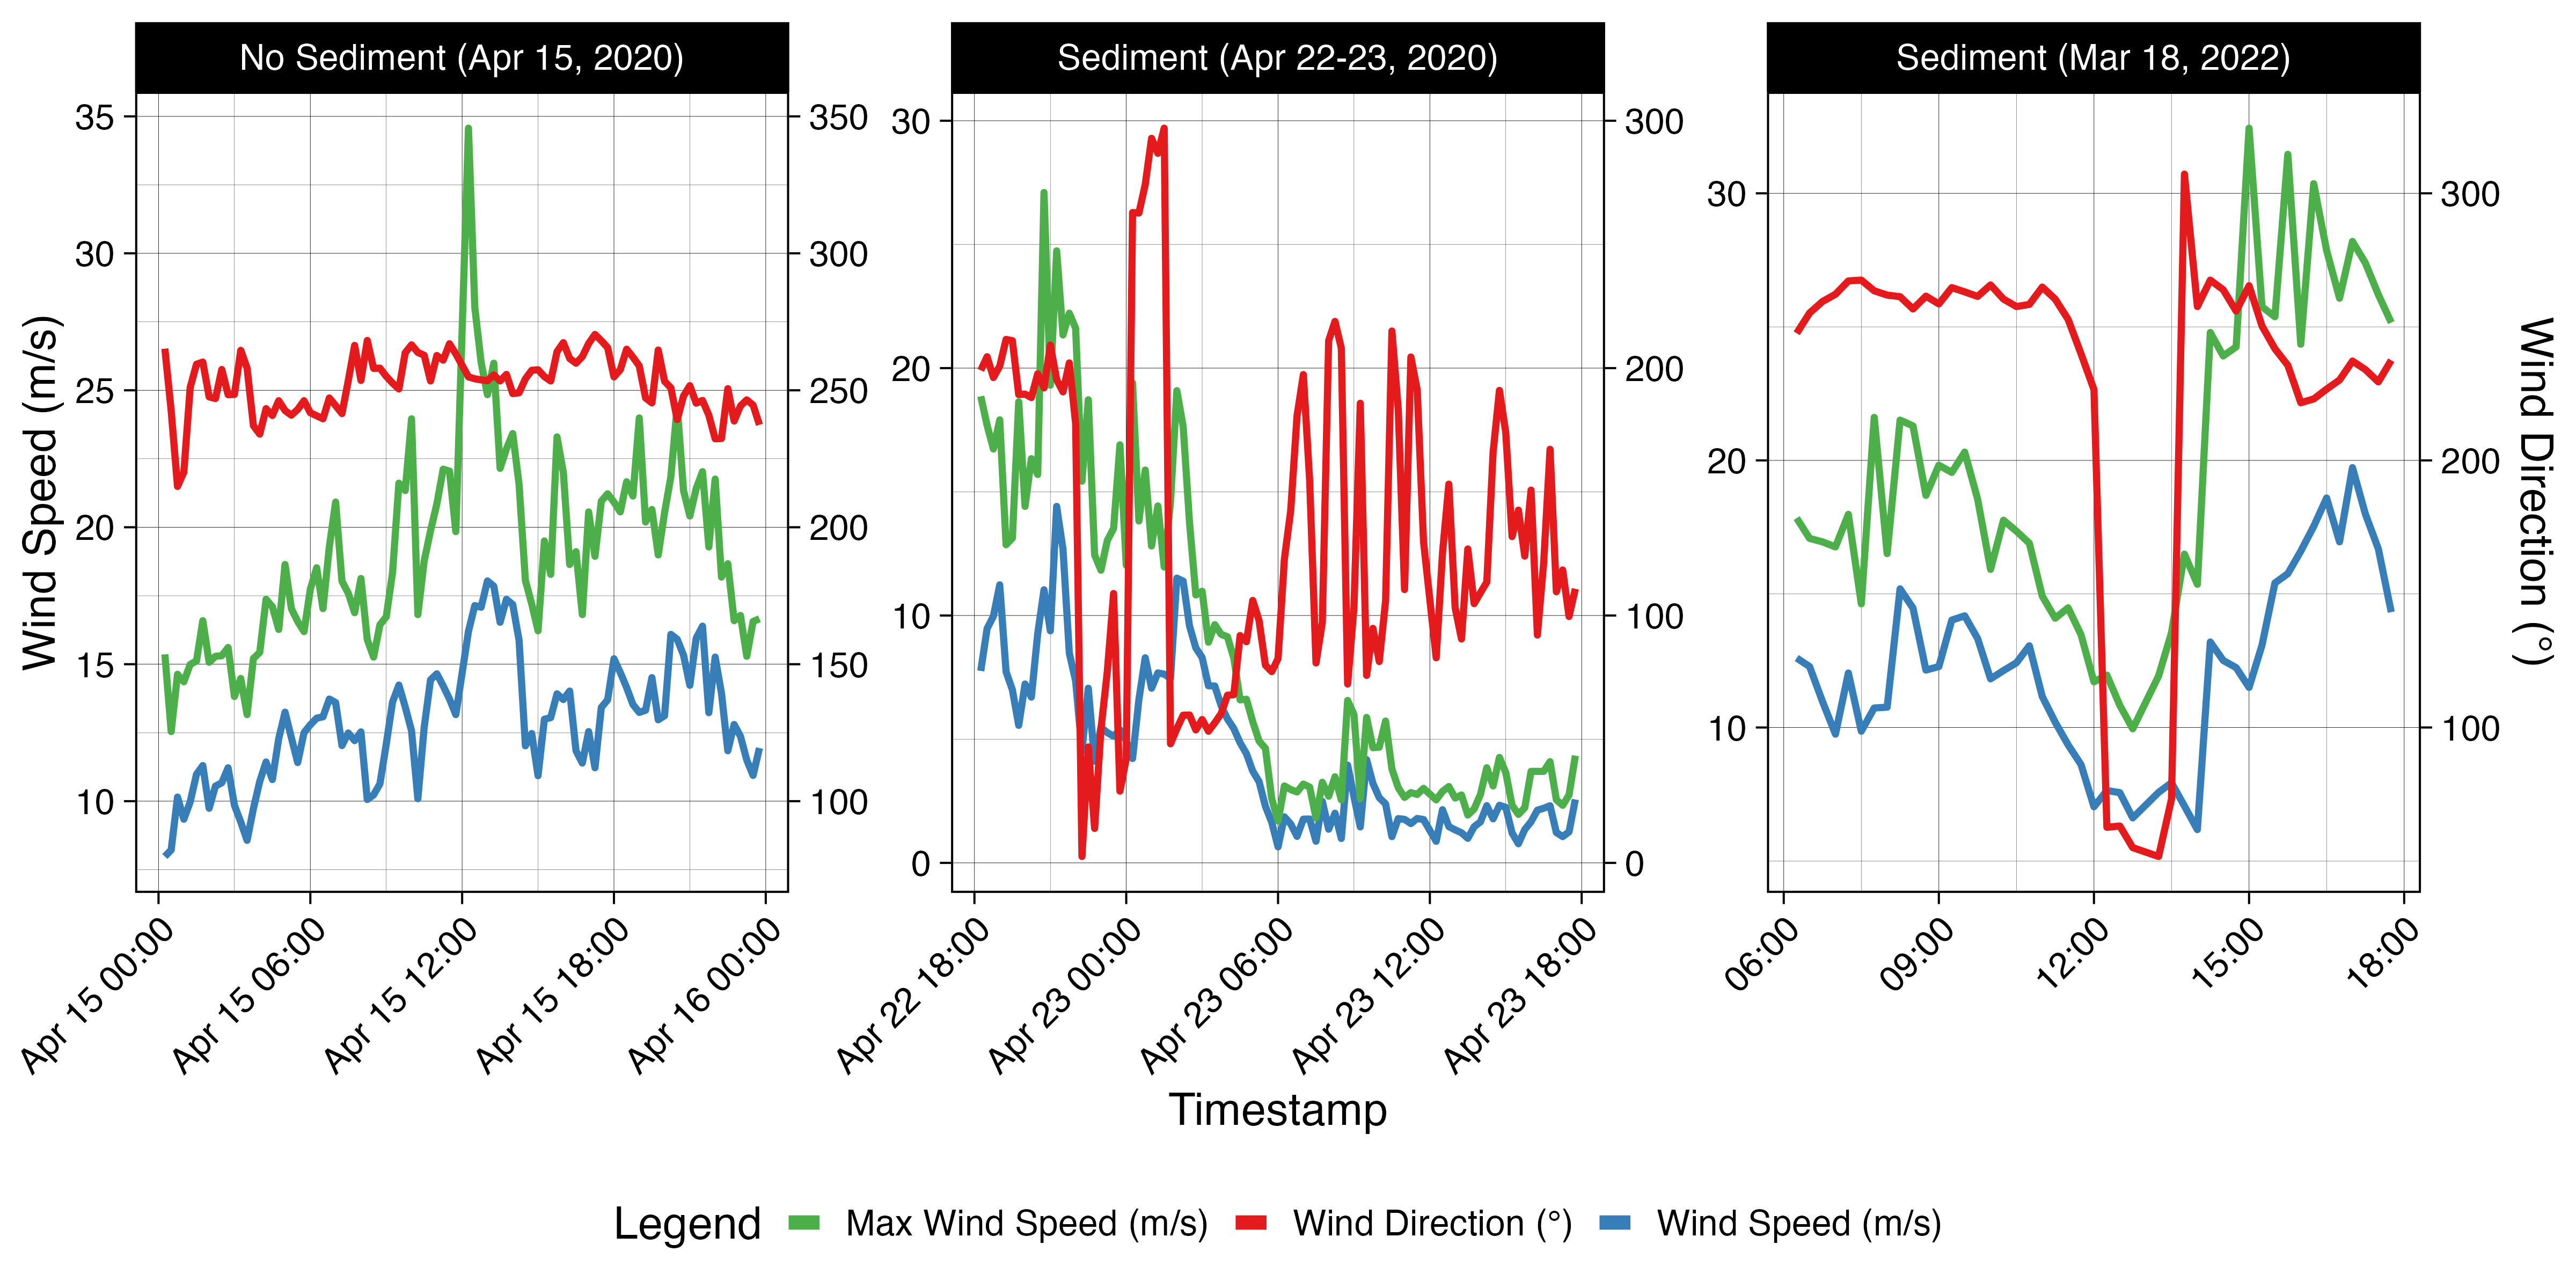 No Sediment (Apr 15, 2020)
Sediment (Apr 22-23, 2020)
Sediment (Mar 18, 2022)
Wind Speed (m/s)
35
30
25
20
15
10
350
300
250
200
150
100
30
20
10
0
300
200
100
0
30
20
10
300
200
100
Wind Direction (°)
Apr 15 00:00
Apr 15 06:00
Apr 15 12:00
Apr 15 18:00
Apr 16 00:00
Apr 22 18:00
Apr 23 00:00
Apr 23 06:00
Apr 23 12:00
Apr 23 18:00
06:00
09:00
12:00
15:00
18:00
Timestamp
Legend Max Wind Speed (m/s) Wind Direction (°) Wind Speed (m/s)